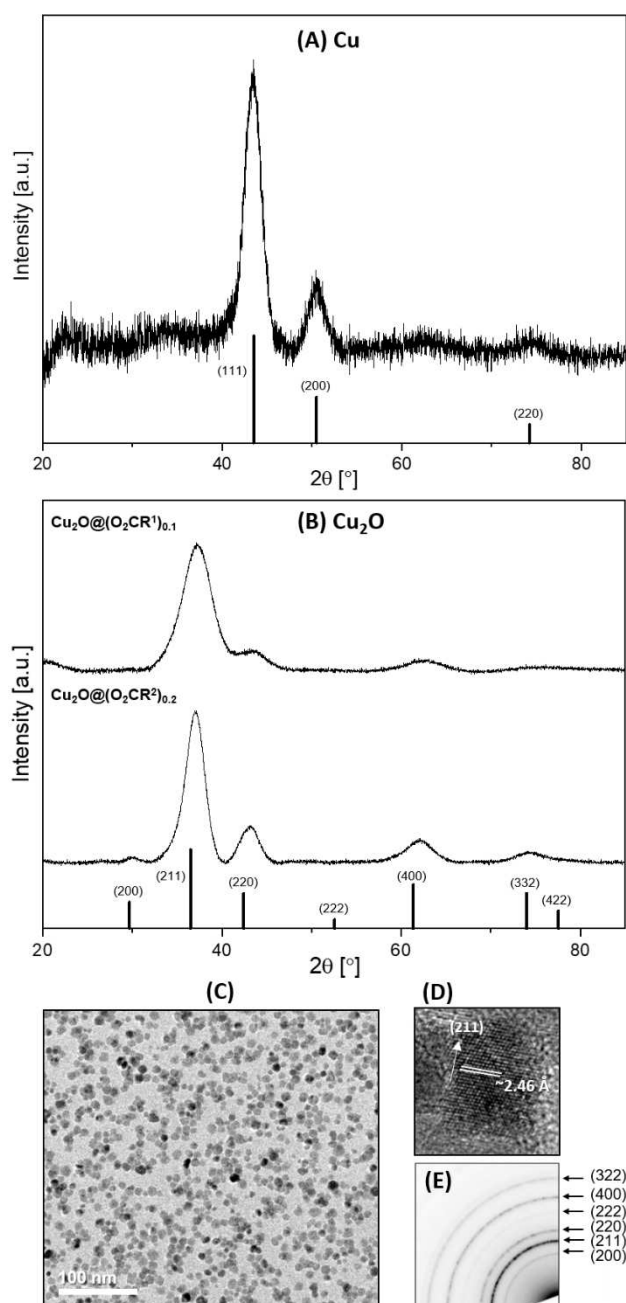 (A) Cu
Intensity [a.u.]
(111)
(200)
(220)
20 40 60 80
2θ [°]
(B) Cu₂O
Cu₂O@(O₂CR¹)₀.₁
Cu₂O@(O₂CR²)₀.₂
Intensity [a.u.]
(200)
(211)
(220)
(222)
(400)
(332)
(422)
20 40 60 80
2θ [°]
(C)
100 nm
(D)
(211)
~2.46 Å
(E)
(322)
(400)
(222)
(220)
(211)
(200)